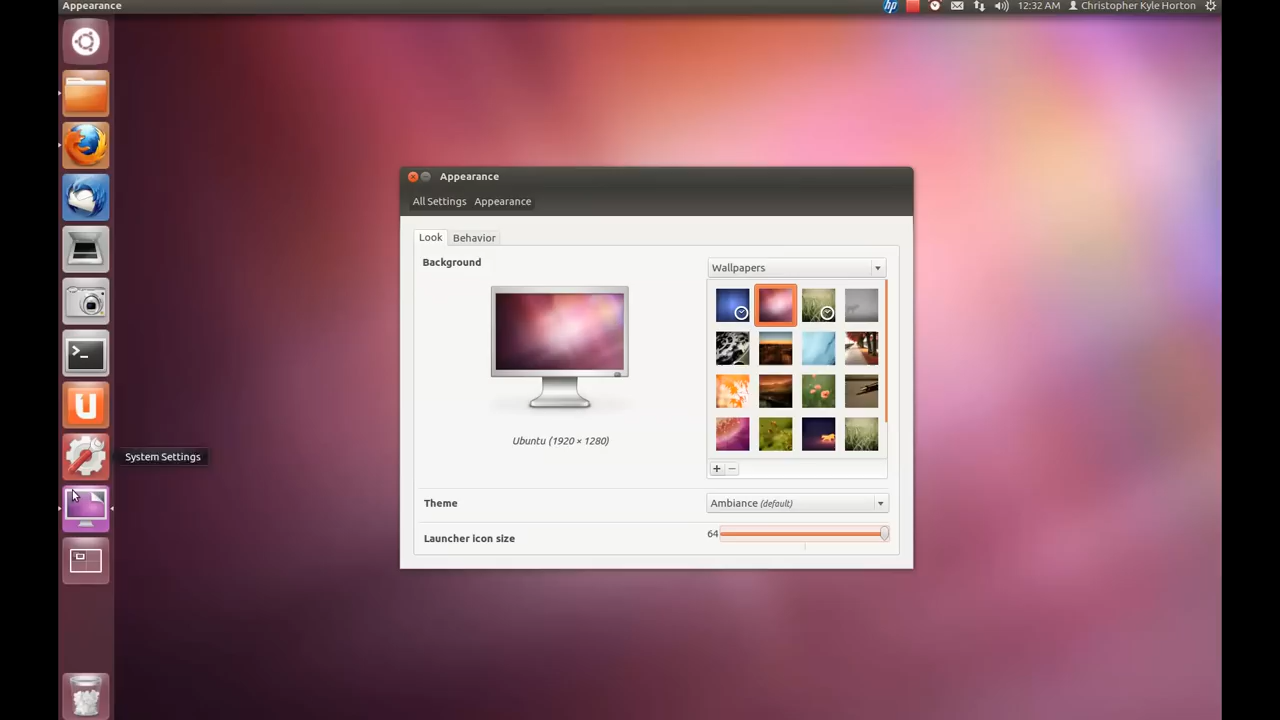 Appearance
hp
12:32 AM
Christopher Kyle Horton
Appearance
All Settings
Appearance
Look
Behavior
Background
Wallpapers
Ubuntu (1920 × 1280)
System Settings
Theme
Ambiance (default)
Launcher icon size
64